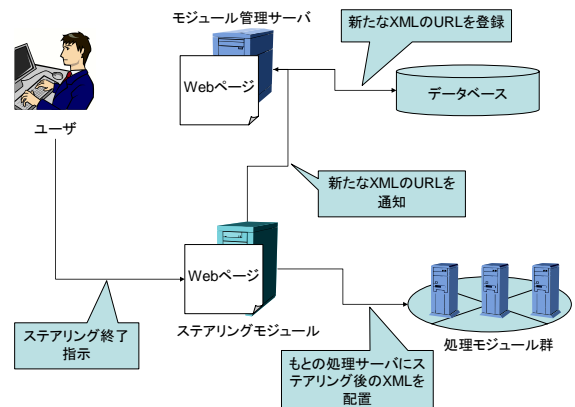 モジュール管理サーバ
新たなXMLのURLを登録
Webページ
データベース
ユーザ
新たなXMLのURLを
通知
Webページ
ステアリングモジュール
ステアリング終了
指示
処理モジュール群
もとの処理サーバにス
テアリング後のXMLを
配置